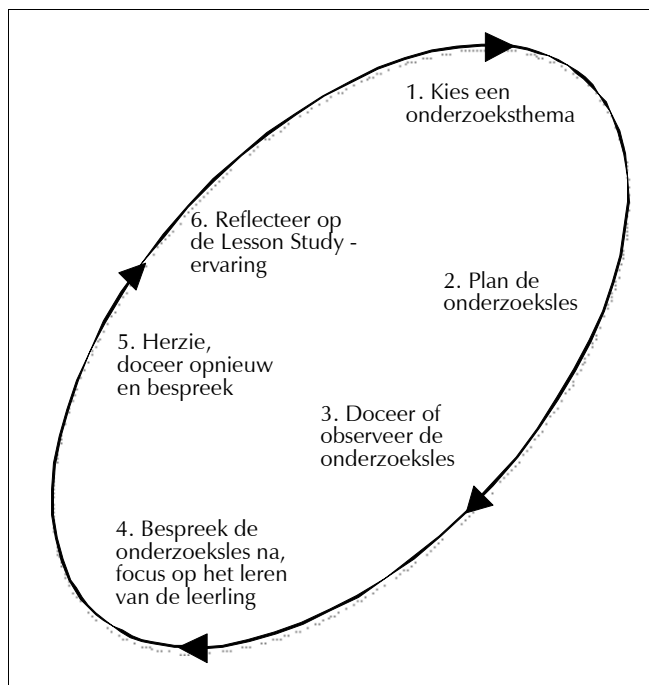 1. Kies een
onderzoeksthema
2. Plan de
onderzoeksles
3. Doceer of
observeer de
onderzoeksles
4. Bespreek de
onderzoeksles na,
focus op het leren
van de leerling
5. Herzie,
doceer opnieuw
en bespreek
6. Reflecteer op
de Lesson Study -
ervaring